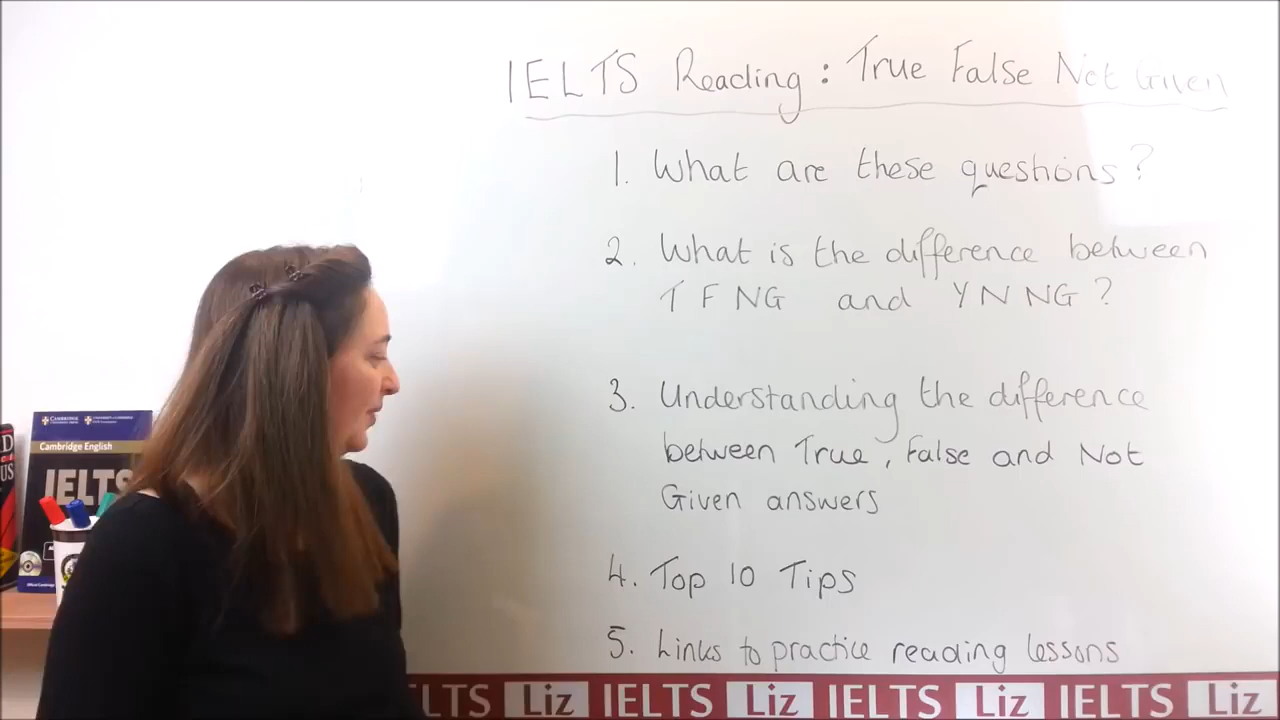 IELTS Reading : True False Not Given
1. What are these questions?
2. What is the difference between
T F NG and Y N NG?
3. Understanding the difference
between True, False and Not
Given answers
4. Top 10 Tips
5. Links to practice reading lessons
CAMBRIDGE
Cambridge English
IELTS
D
US
IELTS Liz IELTS Liz IELTS Liz IELTS Liz